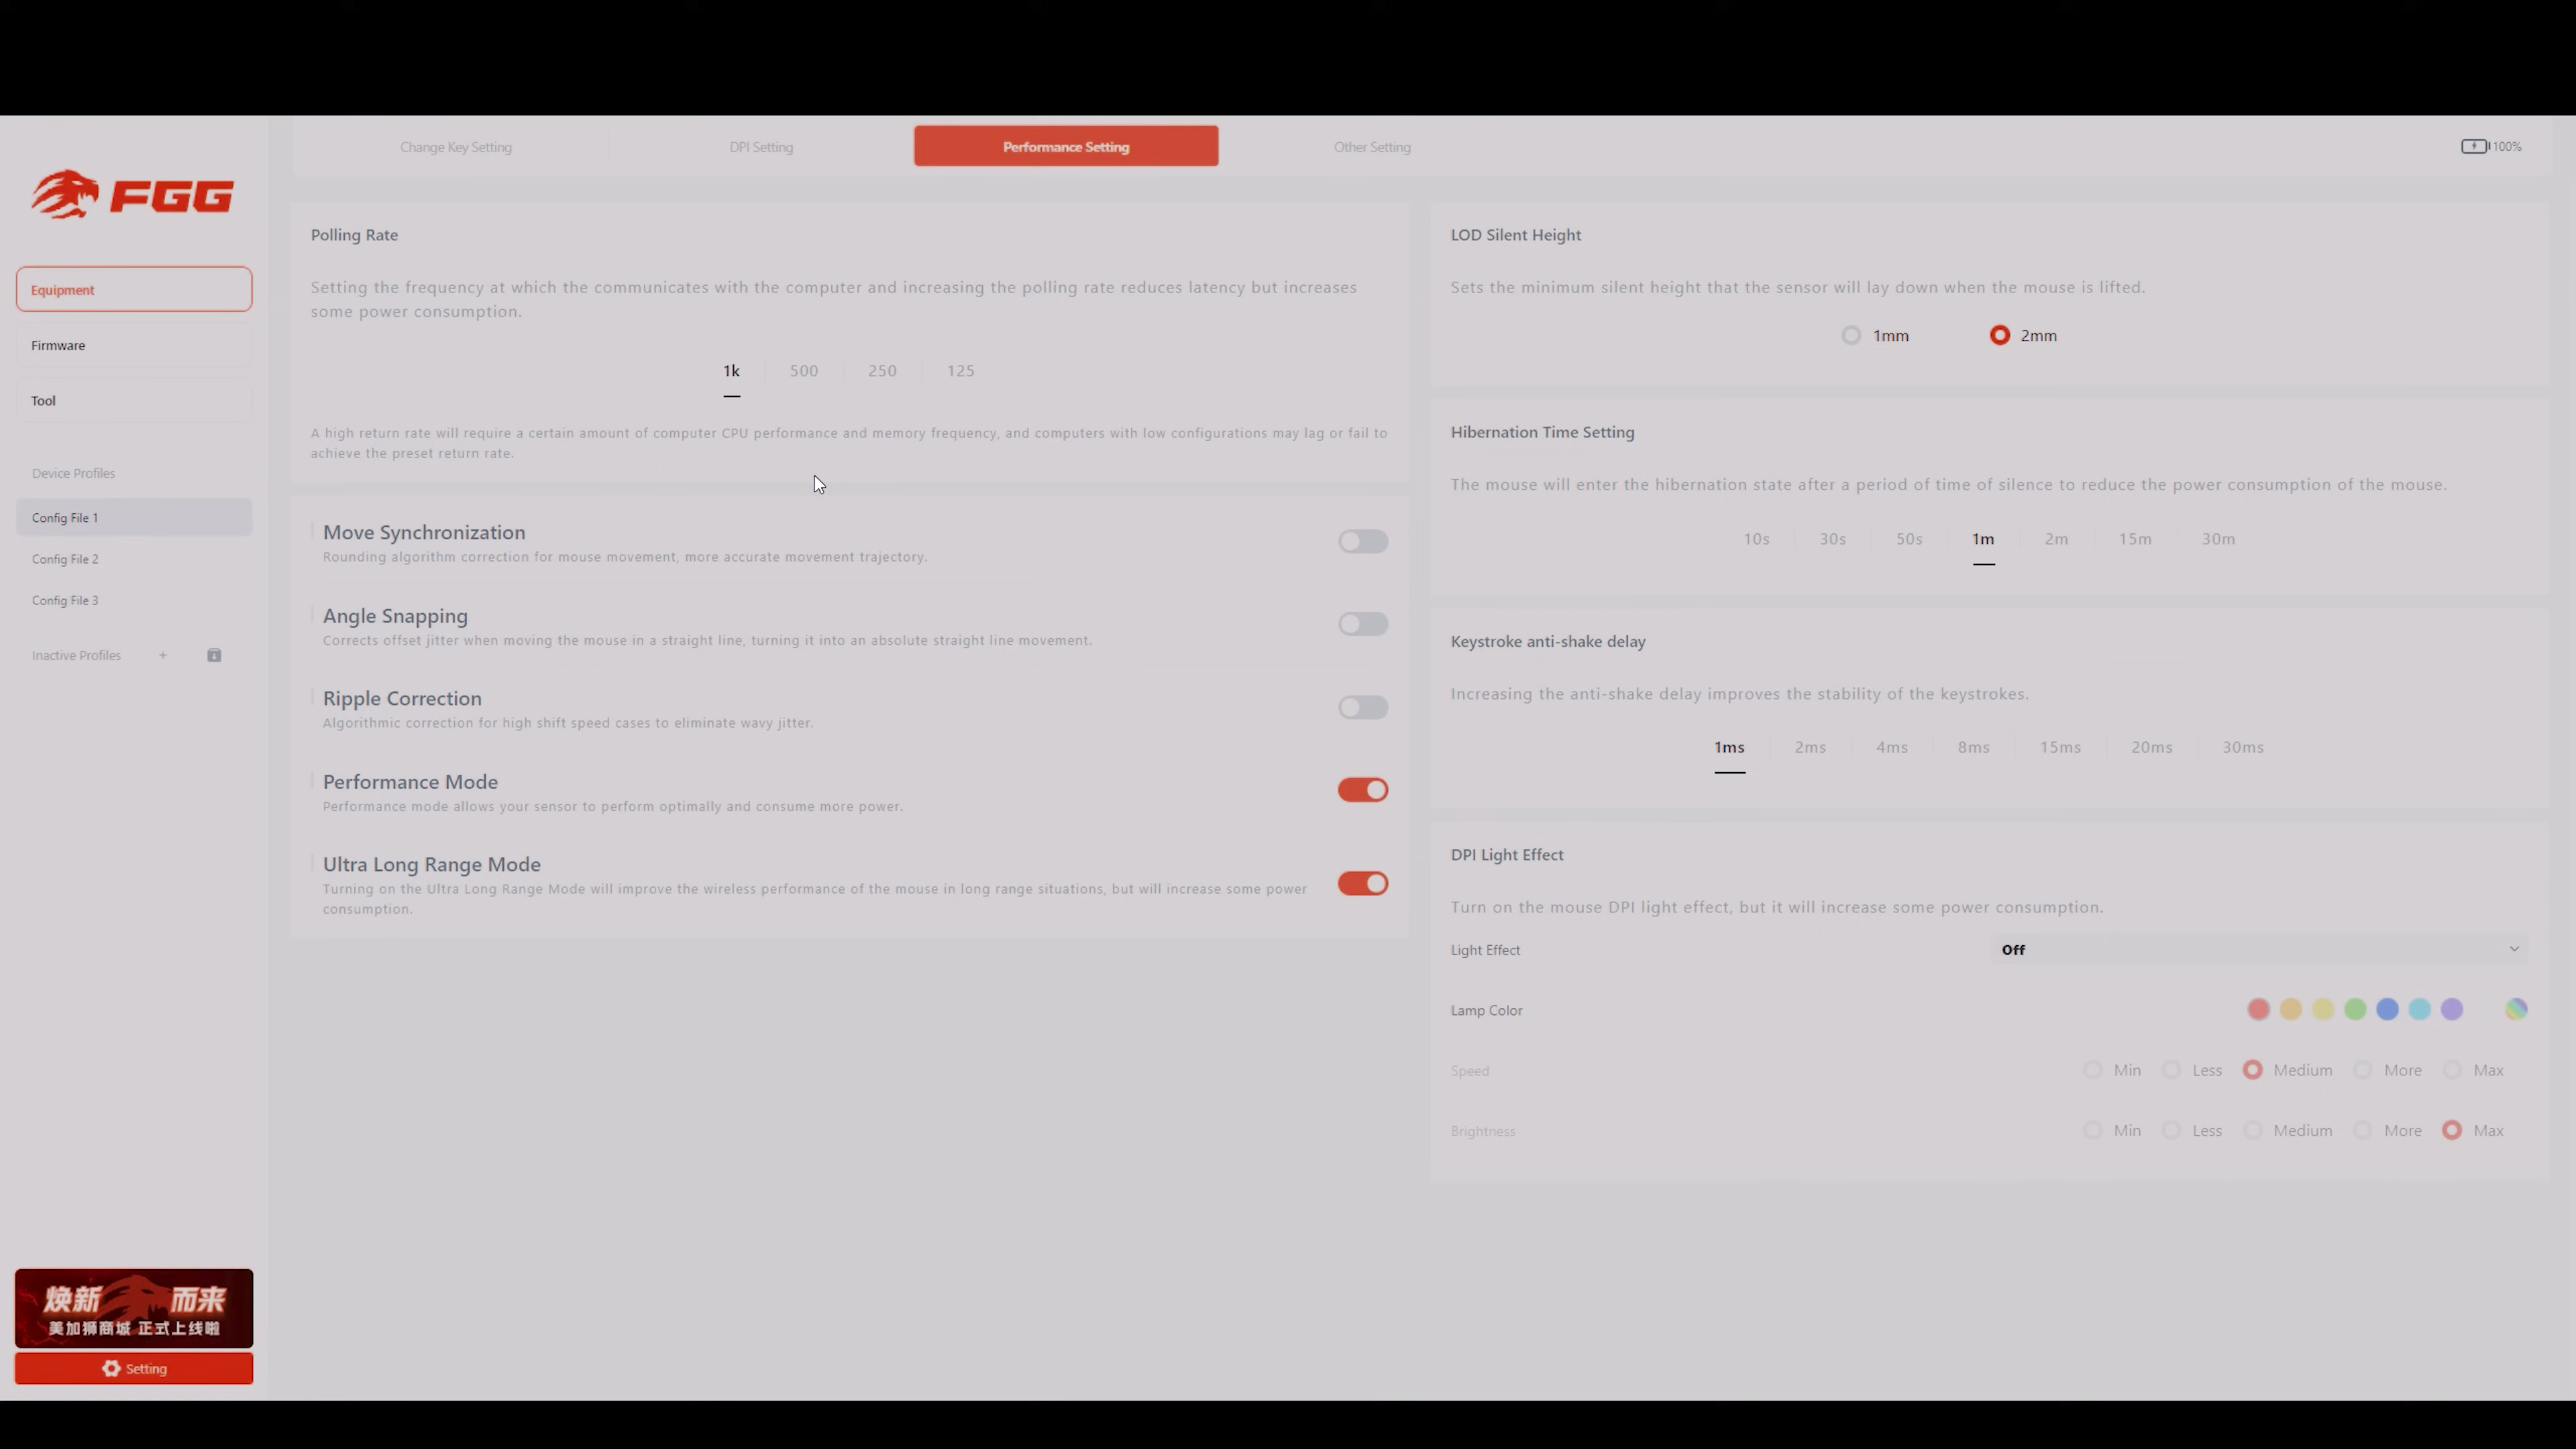 Change Key Setting
DPI Setting
Performance Setting
Other Setting
100%
FGG
Equipment
Firmware
Tool
Device Profiles
Config File 1
Config File 2
Config File 3
Inactive Profiles +
焕新 而来
美加狮商城 正式上线啦
Setting
Polling Rate
Setting the frequency at which the communicates with the computer and increasing the polling rate reduces latency but increases
some power consumption.
1k 500 250 125
A high return rate will require a certain amount of computer CPU performance and memory frequency, and computers with low configurations may lag or fail to
achieve the preset return rate.
Move Synchronization
Rounding algorithm correction for mouse movement, more accurate movement trajectory.
Angle Snapping
Corrects offset jitter when moving the mouse in a straight line, turning it into an absolute straight line movement.
Ripple Correction
Algorithmic correction for high shift speed cases to eliminate wavy jitter.
Performance Mode
Performance mode allows your sensor to perform optimally and consume more power.
Ultra Long Range Mode
Turning on the Ultra Long Range Mode will improve the wireless performance of the mouse in long range situations, but will increase some power
consumption.
LOD Silent Height
Sets the minimum silent height that the sensor will lay down when the mouse is lifted.
1mm 2mm
Hibernation Time Setting
The mouse will enter the hibernation state after a period of time of silence to reduce the power consumption of the mouse.
10s 30s 50s 1m 2m 15m 30m
Keystroke anti-shake delay
Increasing the anti-shake delay improves the stability of the keystrokes.
1ms 2ms 4ms 8ms 15ms 20ms 30ms
DPI Light Effect
Turn on the mouse DPI light effect, but it will increase some power consumption.
Light Effect Off
Lamp Color
Speed Min Less Medium More Max
Brightness Min Less Medium More Max